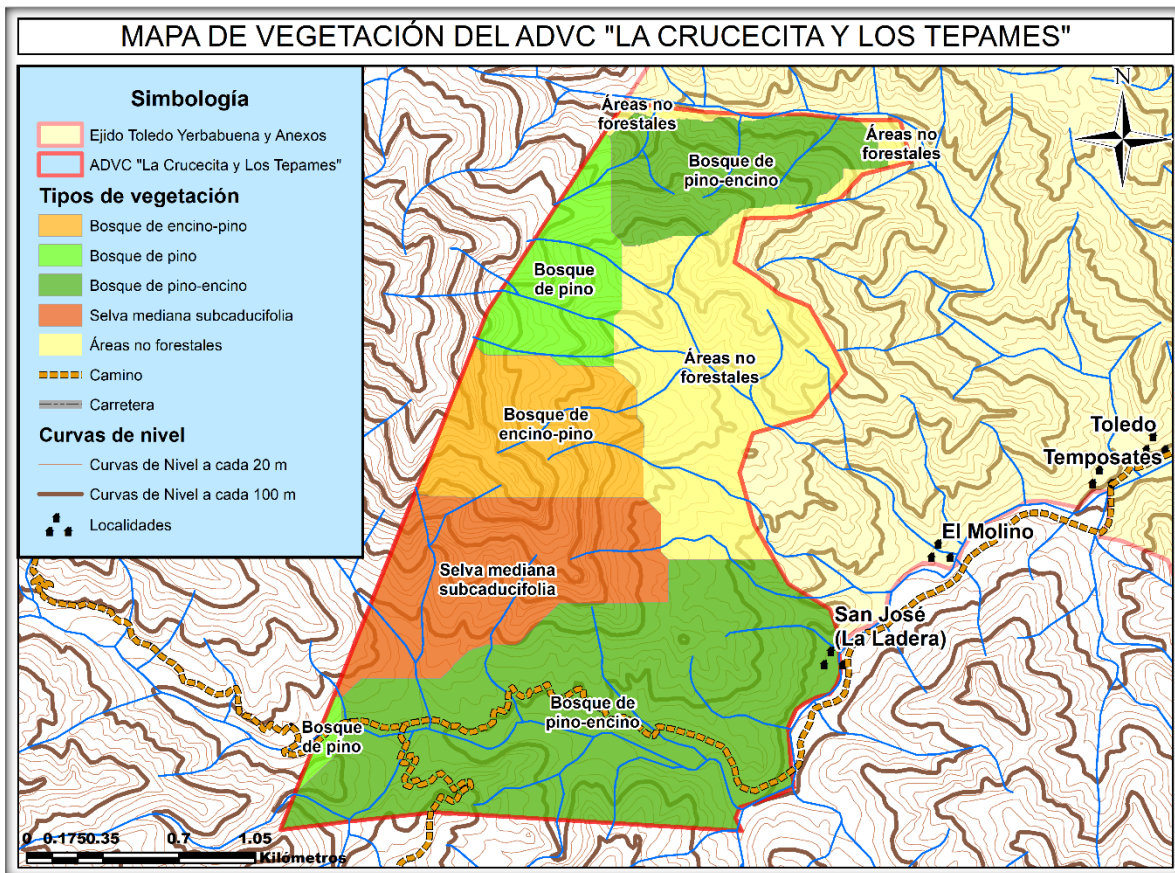 MAPA DE VEGETACIÓN DEL ADVC "LA CRUCECITA Y LOS TEPAMES"
Simbología
Ejido Toledo Yerbabuena y Anexos
ADVC "La Crucecita y Los Tepames"
Tipos de vegetación
Bosque de encino-pino
Bosque de pino
Bosque de pino-encino
Selva mediana subcaducifolia
Áreas no forestales
Camino
Carretera
Curvas de nivel
Curvas de Nivel a cada 20 m
Curvas de Nivel a cada 100 m
Localidades
N
Áreas no
forestales
Áreas no
forestales
Bosque de
pino-encino
Bosque
de pino
Áreas no
forestales
Bosque de
encino-pino
Toledo
Temposates
El Molino
Selva mediana
subcaducifolia
San José
(La Ladera)
Bosque de
pino-encino
Bosque
de pino
0 0.1750.35 0.7 1.05
Kilómetros